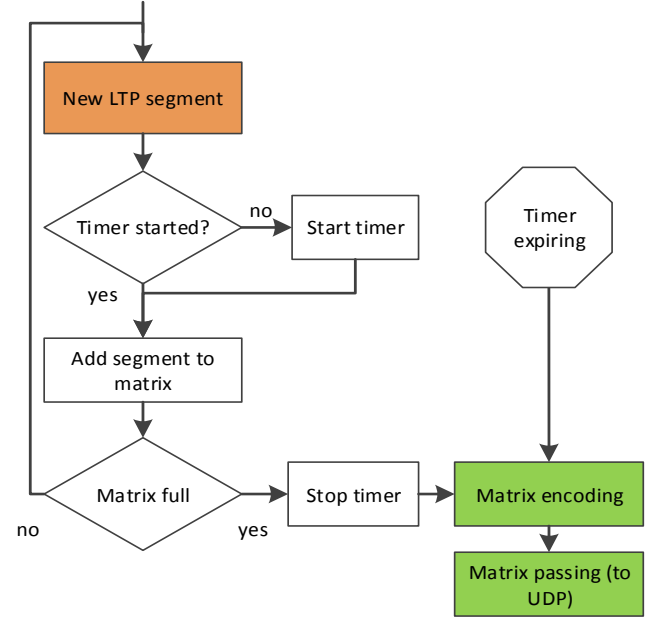 New LTP segment
Timer started?
no
Start timer
Timer
expiring
yes
Add segment to
matrix
Matrix full
Stop timer
Matrix encoding
no
yes
Matrix passing (to
UDP)